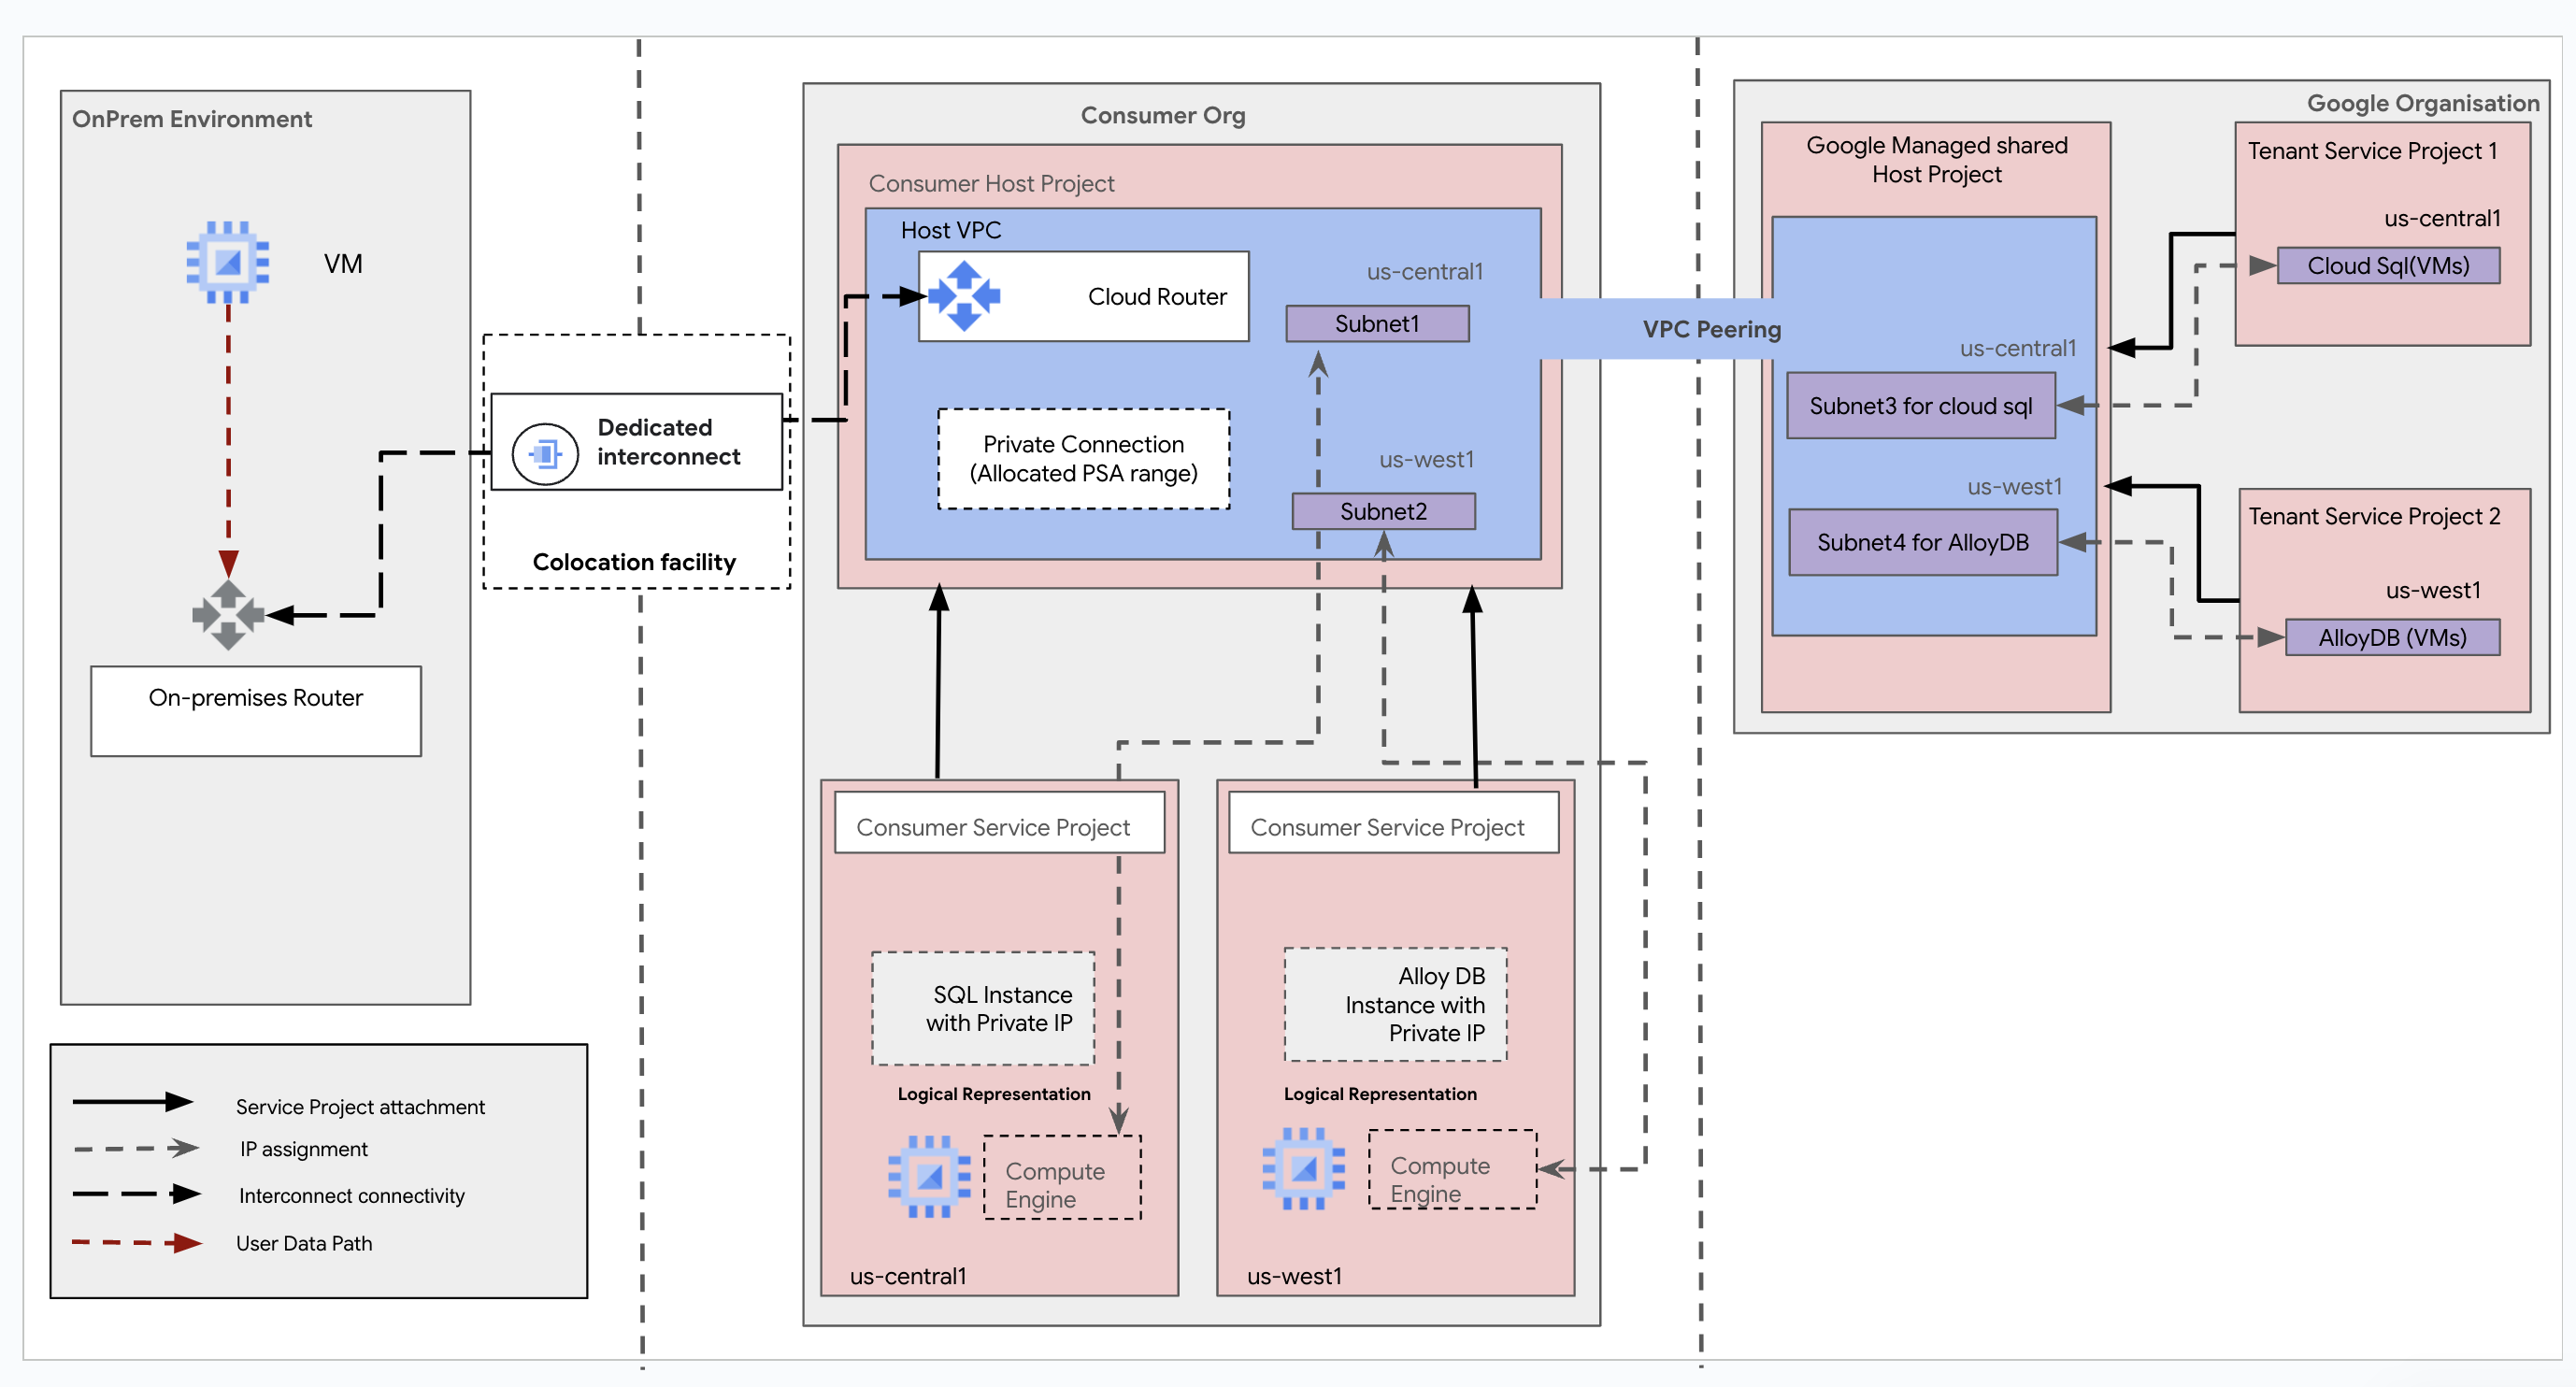 OnPrem Environment
VM
On-premises Router
Dedicated
interconnect
Colocation facility
Consumer Org
Consumer Host Project
Host VPC
Cloud Router
us-central1
Subnet1
Private Connection
(Allocated PSA range)
us-west1
Subnet2
VPC Peering
Google Organisation
Google Managed shared
Host Project
us-central1
Subnet3 for cloud sql
us-west1
Subnet4 for AlloyDB
Tenant Service Project 1
us-central1
Cloud Sql(VMs)
Tenant Service Project 2
us-west1
AlloyDB (VMs)
Consumer Service Project
SQL Instance
with Private IP
Logical Representation
Compute
Engine
us-central1
Consumer Service Project
Alloy DB
Instance with
Private IP
Logical Representation
Compute
Engine
us-west1
Service Project attachment
IP assignment
Interconnect connectivity
User Data Path